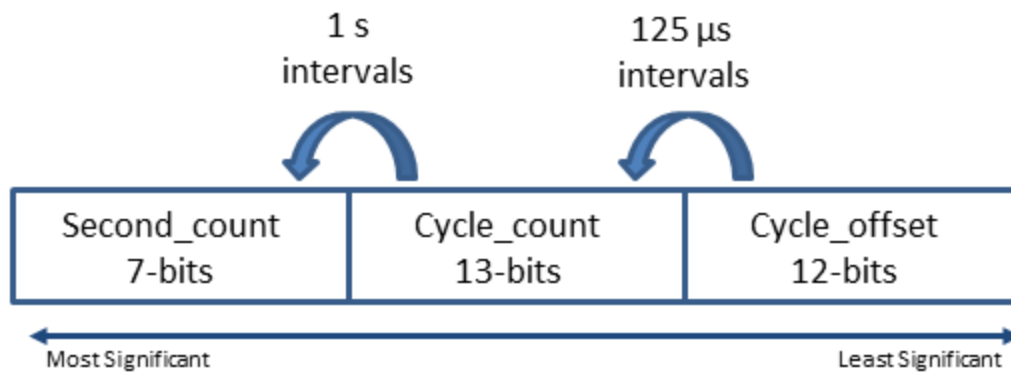 1 s
intervals
125 µs
intervals
Second_count
7-bits
Cycle_count
13-bits
Cycle_offset
12-bits
Most Significant
Least Significant